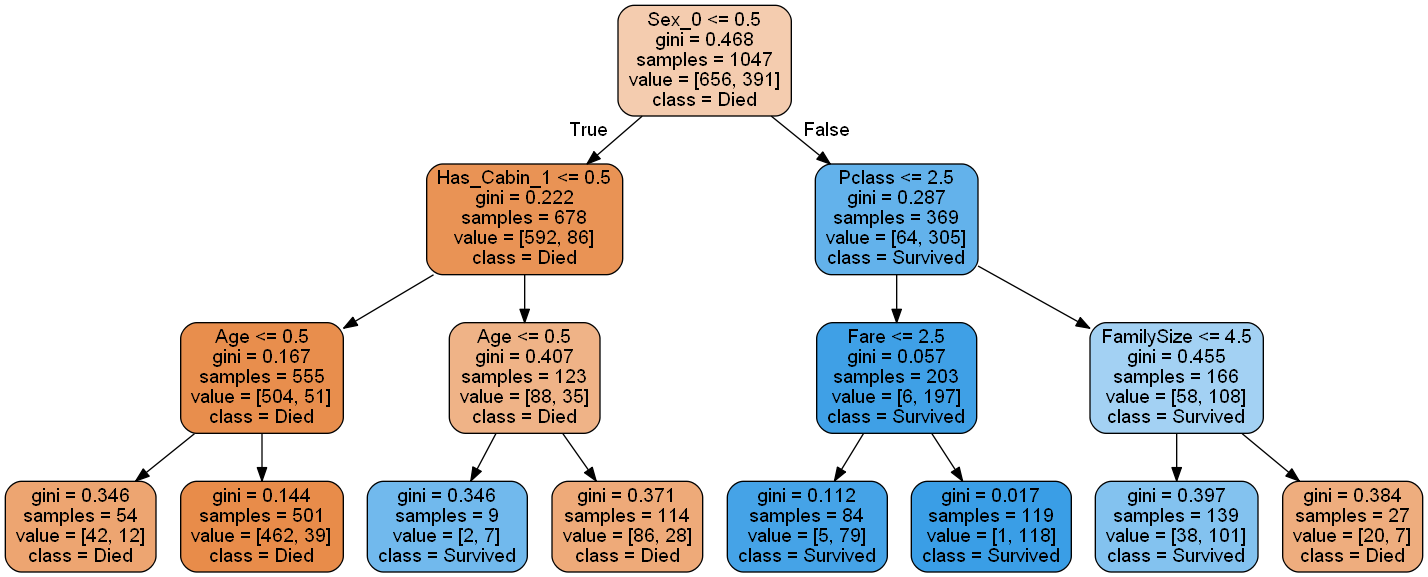 Sex_0 <= 0.5
gini = 0.468
samples = 1047
value = [656, 391]
class = Died
True
False
Has_Cabin_1 <= 0.5
gini = 0.222
samples = 678
value = [592, 86]
class = Died
Pclass <= 2.5
gini = 0.287
samples = 369
value = [64, 305]
class = Survived
Age <= 0.5
gini = 0.167
samples = 555
value = [504, 51]
class = Died
Age <= 0.5
gini = 0.407
samples = 123
value = [88, 35]
class = Died
Fare <= 2.5
gini = 0.057
samples = 203
value = [6, 197]
class = Survived
FamilySize <= 4.5
gini = 0.455
samples = 166
value = [58, 108]
class = Survived
gini = 0.346
samples = 54
value = [42, 12]
class = Died
gini = 0.144
samples = 501
value = [462, 39]
class = Died
gini = 0.346
samples = 9
value = [2, 7]
class = Survived
gini = 0.371
samples = 114
value = [86, 28]
class = Died
gini = 0.112
samples = 84
value = [5, 79]
class = Survived
gini = 0.017
samples = 119
value = [1, 118]
class = Survived
gini = 0.397
samples = 139
value = [38, 101]
class = Survived
gini = 0.384
samples = 27
value = [20, 7]
class = Died